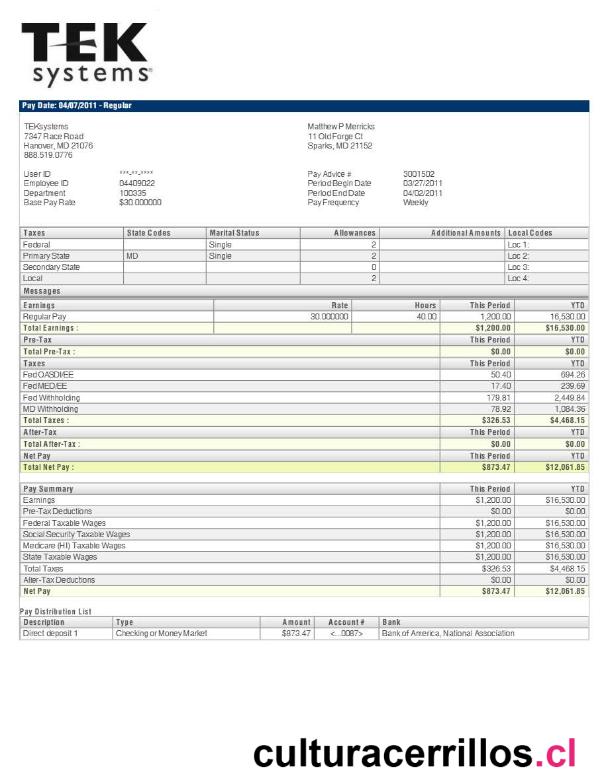 TEK
systems
Pay Date: 04/07/2011 - Regular
TEKsystems
7347 Race Road
Hanover, MD 21076
888.519.0776
Matthew P Merricks
11 Old Forge Ct
Sparks, MD 21152
User ID ***-**-****
Employee ID 04409022
Department 100335
Base Pay Rate $30.000000
Pay Advice # 3001502
Period Begin Date 03/27/2011
Period End Date 04/02/2011
Pay Frequency Weekly
Taxes State Codes Marital Status Allowances Additional Amounts Local Codes
Federal Single 2 Loc 1:
Primary State MD Single 2 Loc 2:
Secondary State 0 Loc 3:
Local 2 Loc 4:
Messages
Earnings Rate Hours This Period YTD
Regular Pay 30.000000 40.00 1,200.00 16,530.00
Total Earnings : $1,200.00 $16,530.00
Pre-Tax This Period YTD
Total Pre-Tax : $0.00 $0.00
Taxes This Period YTD
Fed OASDI/EE 50.40 694.26
Fed MED/EE 17.40 239.69
Fed Withholding 179.81 2,449.84
MD Withholding 78.92 1,084.36
Total Taxes : $326.53 $4,468.15
After-Tax This Period YTD
Total After-Tax : $0.00 $0.00
Net Pay This Period YTD
Total Net Pay : $873.47 $12,061.85
Pay Summary This Period YTD
Earnings $1,200.00 $16,530.00
Pre-Tax Deductions $0.00 $0.00
Federal Taxable Wages $1,200.00 $16,530.00
Social Security Taxable Wages $1,200.00 $16,530.00
Medicare (HI) Taxable Wages $1,200.00 $16,530.00
State Taxable Wages $1,200.00 $16,530.00
Total Taxes $326.53 $4,468.15
After-Tax Deductions $0.00 $0.00
Net Pay $873.47 $12,061.85
Pay Distribution List
Description Type Amount Account # Bank
Direct deposit 1 Checking or Money Market $873.47 <...0087> Bank of America, National Association
culturacerrillos.cl